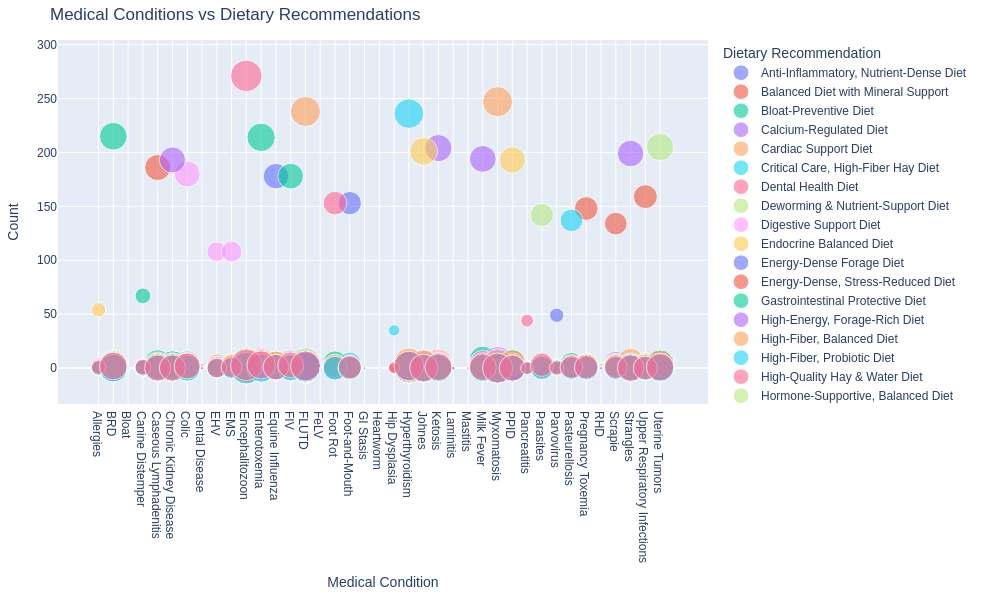 Medical Conditions vs Dietary Recommendations
300
250
200
150
100
50
0
Count
Allergies
BRD
Bloat
Canine Distemper
Caseous Lymphadenitis
Chronic Kidney Disease
Colic
Dental Disease
EHV
EMS
Encephalitozoon
Enterotoxemia
Equine Influenza
FIV
FLUTD
FeLV
Foot Rot
Foot-and-Mouth
GI Stasis
Heartworm
Hip Dysplasia
Hyperthyroidism
Johnes
Ketosis
Laminitis
Mastitis
Milk Fever
Myxomatosis
PPID
Pancreatitis
Parasites
Parvovirus
Pasteurellosis
Pregnancy Toxemia
RHD
Scrapie
Strangles
Upper Respiratory Infections
Uterine Tumors
Medical Condition
Dietary Recommendation
Anti-Inflammatory, Nutrient-Dense Diet
Balanced Diet with Mineral Support
Bloat-Preventive Diet
Calcium-Regulated Diet
Cardiac Support Diet
Critical Care, High-Fiber Hay Diet
Dental Health Diet
Deworming & Nutrient-Support Diet
Digestive Support Diet
Endocrine Balanced Diet
Energy-Dense Forage Diet
Energy-Dense, Stress-Reduced Diet
Gastrointestinal Protective Diet
High-Energy, Forage-Rich Diet
High-Fiber, Balanced Diet
High-Fiber, Probiotic Diet
High-Quality Hay & Water Diet
Hormone-Supportive, Balanced Diet